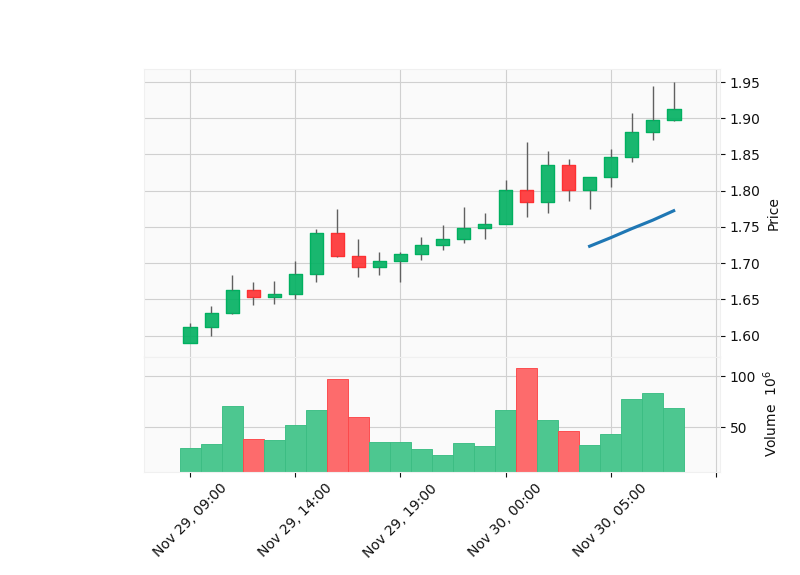 1.95
1.90
1.85
1.80
1.75
1.70
1.65
1.60
Price
100
50
Volume 10^6
Nov 29, 09:00
Nov 29, 14:00
Nov 29, 19:00
Nov 30, 00:00
Nov 30, 05:00